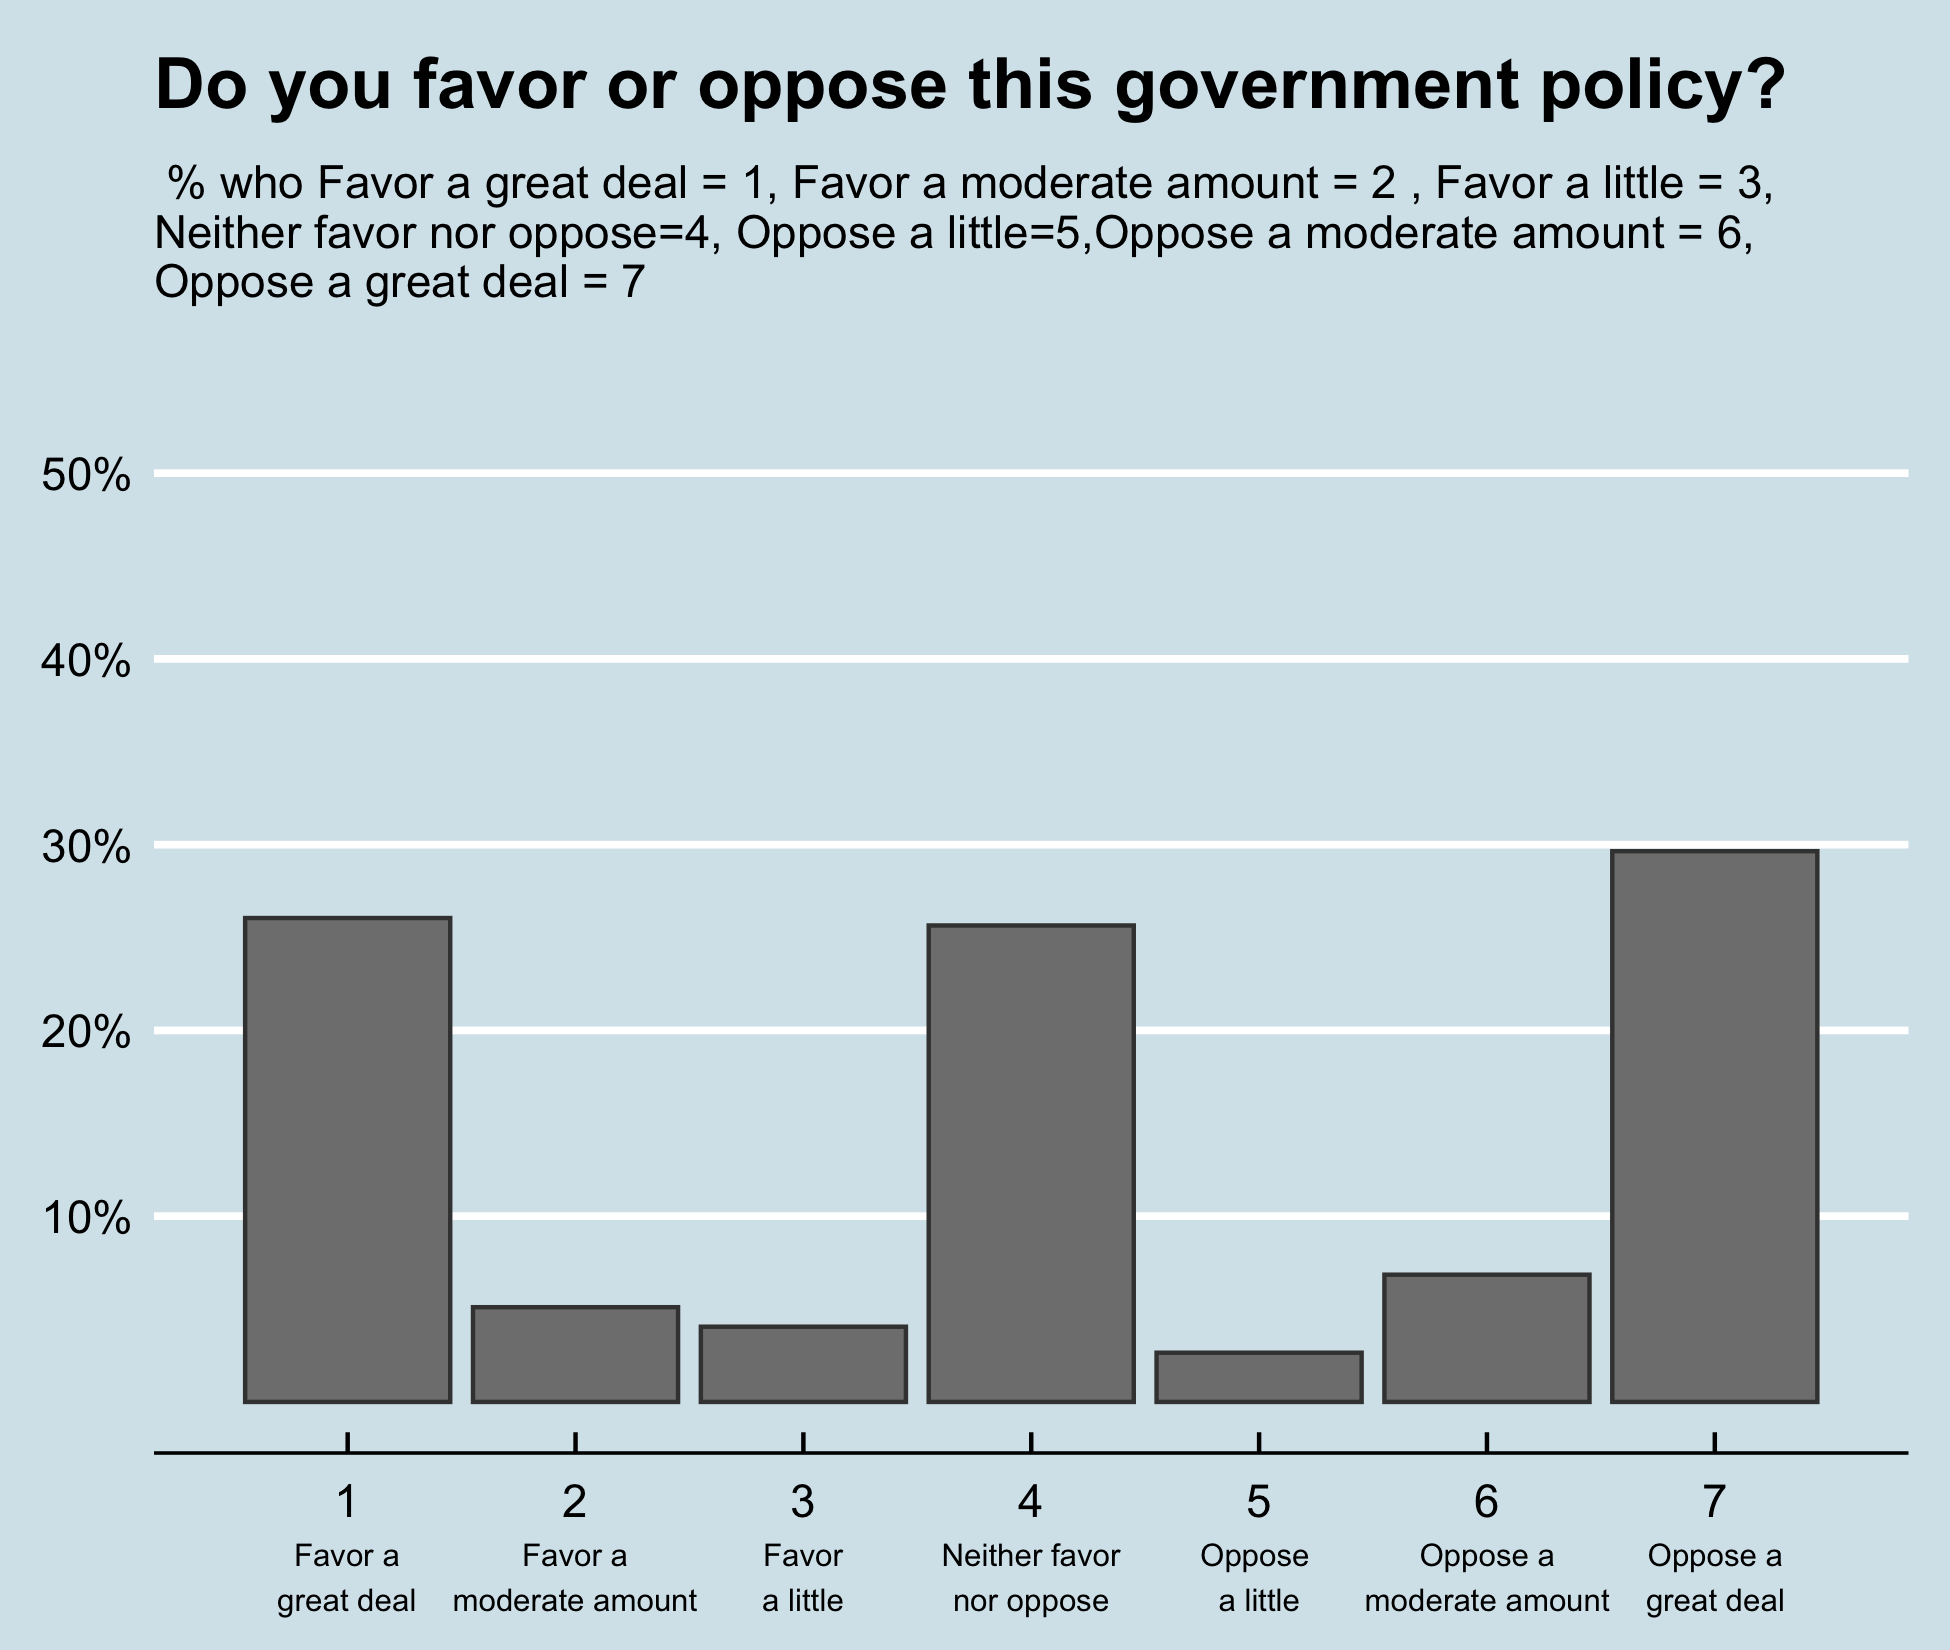 Do you favor or oppose this government policy?
% who Favor a great deal = 1, Favor a moderate amount = 2 , Favor a little = 3,
Neither favor nor oppose=4, Oppose a little=5,Oppose a moderate amount = 6,
Oppose a great deal = 7
50%
40%
30%
20%
10%
1 2 3 4 5 6 7
Favor a Favor a Favor Neither favor Oppose Oppose a Oppose a
great deal moderate amount a little nor oppose a little moderate amount great deal